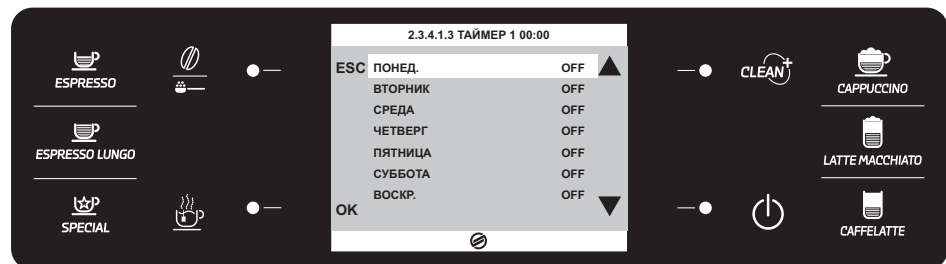 2.3.4.1.3 ТАЙМЕР 1 00:00
ESC ПОНЕД. OFF
ВТОРНИК OFF
СРЕДА OFF
ЧЕТВЕРГ OFF
ПЯТНИЦА OFF
СУББОТА OFF
ВОСКР. OFF
OK
ESPRESSO
ESPRESSO LUNGO
SPECIAL
CLEAN+
CAPPUCCINO
LATTE MACCHIATO
CAFFELATTE